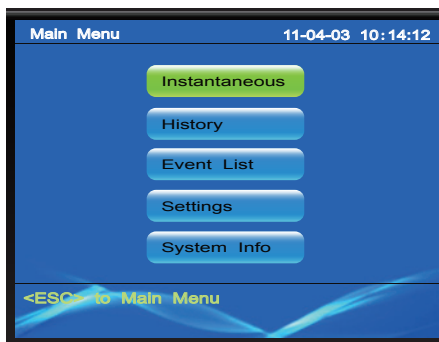 Main Menu 11-04-03 10:14:12
Instantaneous
History
Event List
Settings
System Info
<ESC> to Main Menu